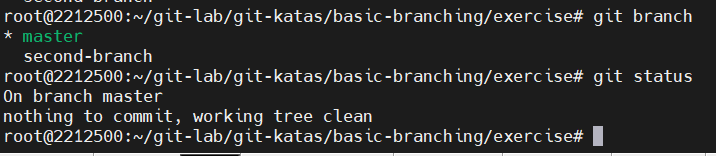 second-branch
root@2212500:~/git-lab/git-katas/basic-branching/exercise# git branch
* master
  second-branch
root@2212500:~/git-lab/git-katas/basic-branching/exercise# git status
On branch master
nothing to commit, working tree clean
root@2212500:~/git-lab/git-katas/basic-branching/exercise#